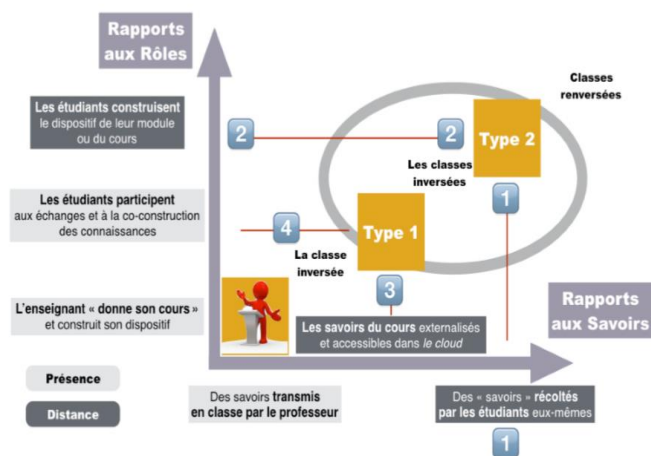 Rapports
aux Rôles
Classes
renversées
Les étudiants construisent
le dispositif de leur module
ou du cours
2
2
Type 2
Les classes
inversées
1
Les étudiants participent
aux échanges et à la co-construction
des connaissances
4
Type 1
La classe
inversée
3
L'enseignant « donne son cours »
et construit son dispositif
Les savoirs du cours externalisés
et accessibles dans le cloud
Rapports
aux Savoirs
Présence
Distance
Des savoirs transmis
en classe par le professeur
Des « savoirs » récoltés
par les étudiants eux-mêmes
1